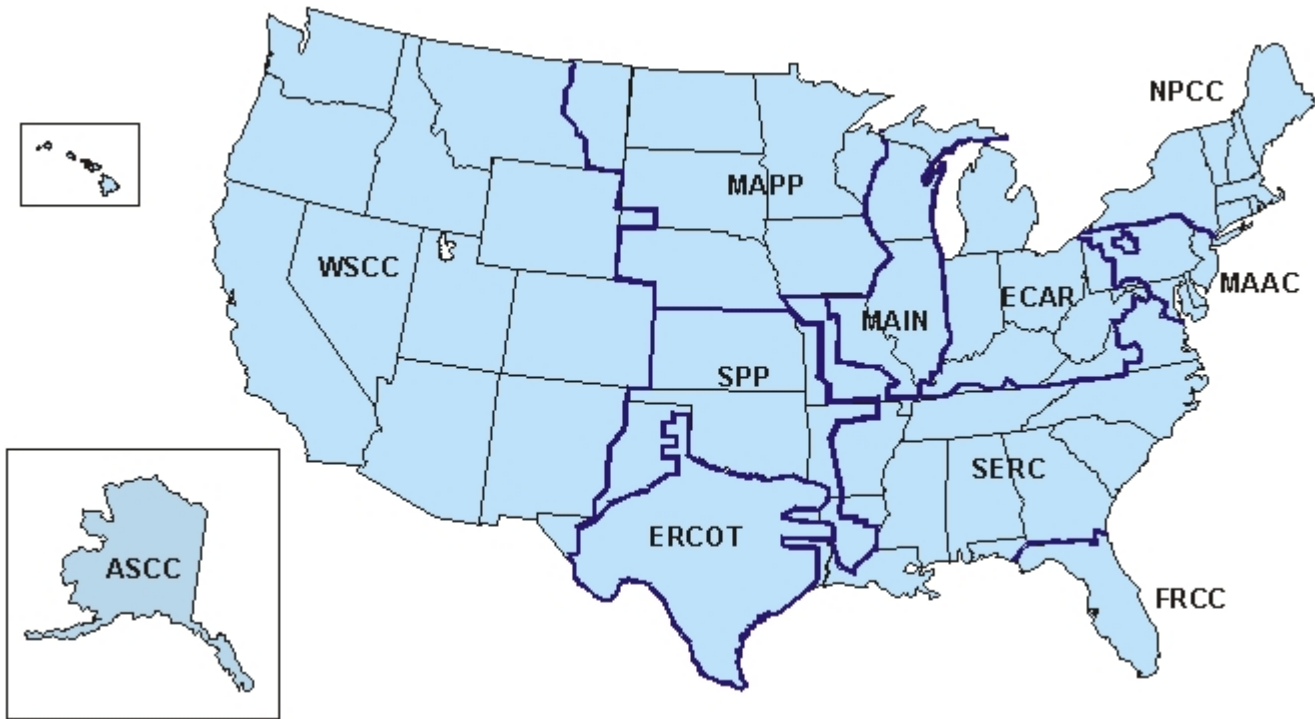 NPCC
MAPP
WSCC
MAAC
ECAR
MAIN
SPP
SERC
ERCOT
ASCC
FRCC